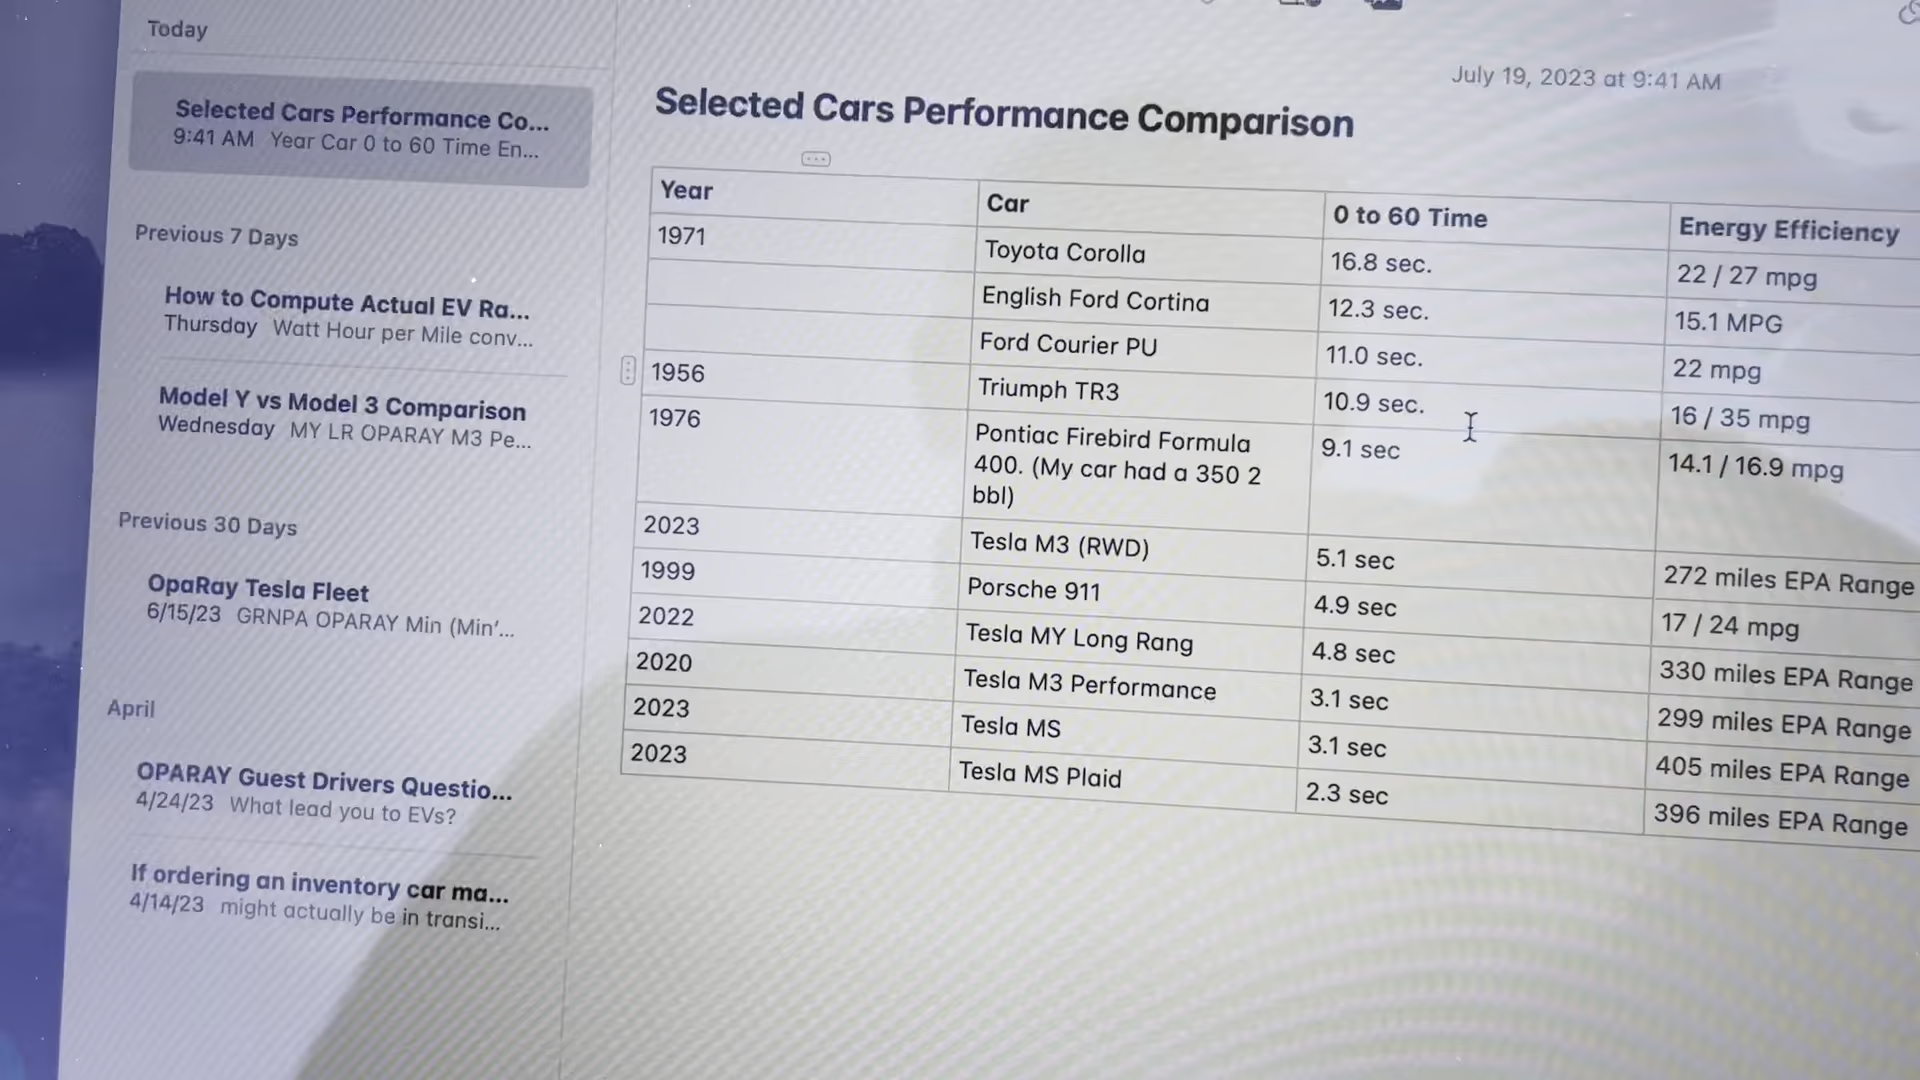 Today
Selected Cars Performance Co...
9:41 AM Year Car 0 to 60 Time En...
Previous 7 Days
How to Compute Actual EV Ra...
Thursday Watt Hour per Mile conv...
Model Y vs Model 3 Comparison
Wednesday MY LR OPARAY M3 Pe...
Previous 30 Days
OpaRay Tesla Fleet
6/15/23 GRNPA OPARAY Min (Min'...
April
OPARAY Guest Drivers Questio...
4/24/23 What lead you to EVs?
If ordering an inventory car ma...
4/14/23 might actually be in transi...
July 19, 2023 at 9:41 AM
Selected Cars Performance Comparison
Year Car 0 to 60 Time Energy Efficiency
1971 Toyota Corolla 16.8 sec. 22 / 27 mpg
English Ford Cortina 12.3 sec. 15.1 MPG
Ford Courier PU 11.0 sec. 22 mpg
1956 Triumph TR3 10.9 sec. 16 / 35 mpg
1976 Pontiac Firebird Formula 9.1 sec 14.1 / 16.9 mpg
400. (My car had a 350 2
bbl)
2023 Tesla M3 (RWD) 5.1 sec 272 miles EPA Range
1999 Porsche 911 4.9 sec 17 / 24 mpg
2022 Tesla MY Long Rang 4.8 sec 330 miles EPA Range
2020 Tesla M3 Performance 3.1 sec 299 miles EPA Range
2023 Tesla MS 3.1 sec 405 miles EPA Range
2023 Tesla MS Plaid 2.3 sec 396 miles EPA Range